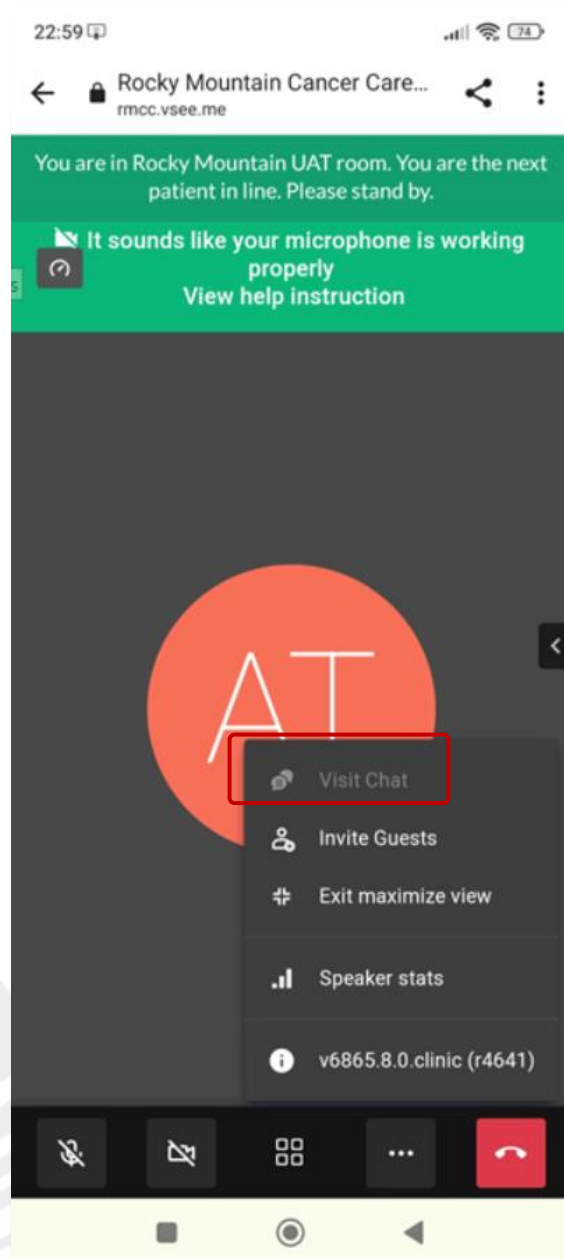 22:59
74
Rocky Mountain Cancer Care...
rmcc.vsee.me
You are in Rocky Mountain UAT room. You are the next
patient in line. Please stand by.
It sounds like your microphone is working
properly
s
View help instruction
AT
Visit Chat
Invite Guests
Exit maximize view
Speaker stats
v6865.8.0.clinic (r4641)